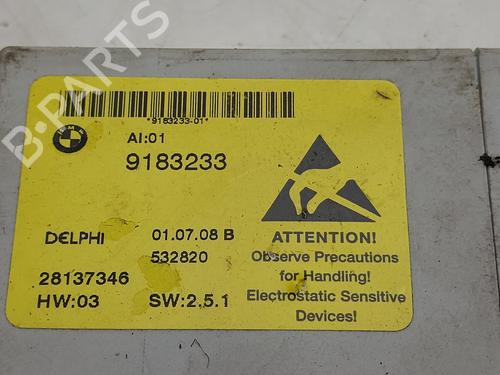 B-PARTS
*9183233-01*
BMW
AI:01
9183233
DELPHI
01.07.08 B
532820
28137346
HW:03 SW:2.5.1
ATTENTION!
Observe Precautions
for Handling!
Electrostatic Sensitive
Devices!